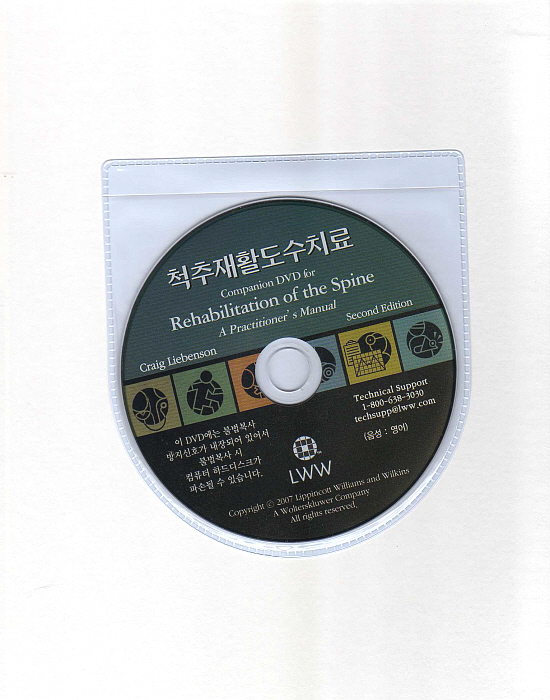 척추재활도수치료
Companion DVD for
Rehabilitation of the Spine
A Practitioner's Manual
Second Edition
Craig Liebenson
Technical Support
1-800-638-3030
techsupp@lww.com
(음성 : 영어)
이 DVD에는 불법복사
방지신호가 내장되어 있어서
불법복사 시
컴퓨터 하드디스크가
파손될 수 있습니다.
LWW
Copyright © 2007 Lippincott Williams and Wilkins
A Wolterskluwer Company
All rights reserved.